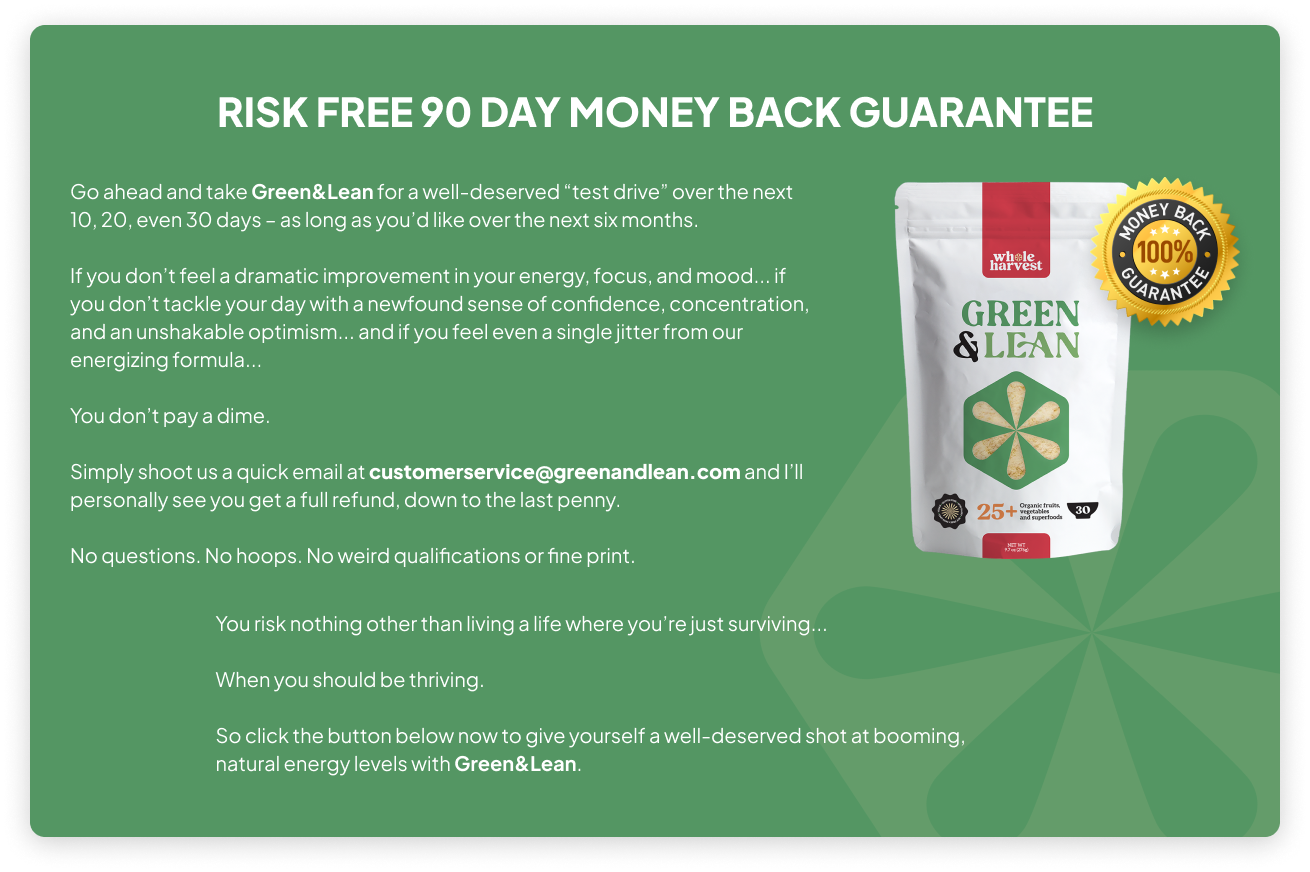 RISK FREE 90 DAY MONEY BACK GUARANTEE
Go ahead and take Green&Lean for a well-deserved “test drive” over the next
10, 20, even 30 days – as long as you’d like over the next six months.
If you don’t feel a dramatic improvement in your energy, focus, and mood... if
you don’t tackle your day with a newfound sense of confidence, concentration,
and an unshakable optimism... and if you feel even a single jitter from our
energizing formula...
You don’t pay a dime.
Simply shoot us a quick email at customerservice@greenandlean.com and I’ll
personally see you get a full refund, down to the last penny.
No questions. No hoops. No weird qualifications or fine print.
You risk nothing other than living a life where you’re just surviving...
When you should be thriving.
So click the button below now to give yourself a well-deserved shot at booming,
natural energy levels with Green&Lean.
whole
harvest
GREEN
&LEAN
25+
Organic fruits,
vegetables
and superfoods
30
NET WT
MONEY BACK
100%
GUARANTEE